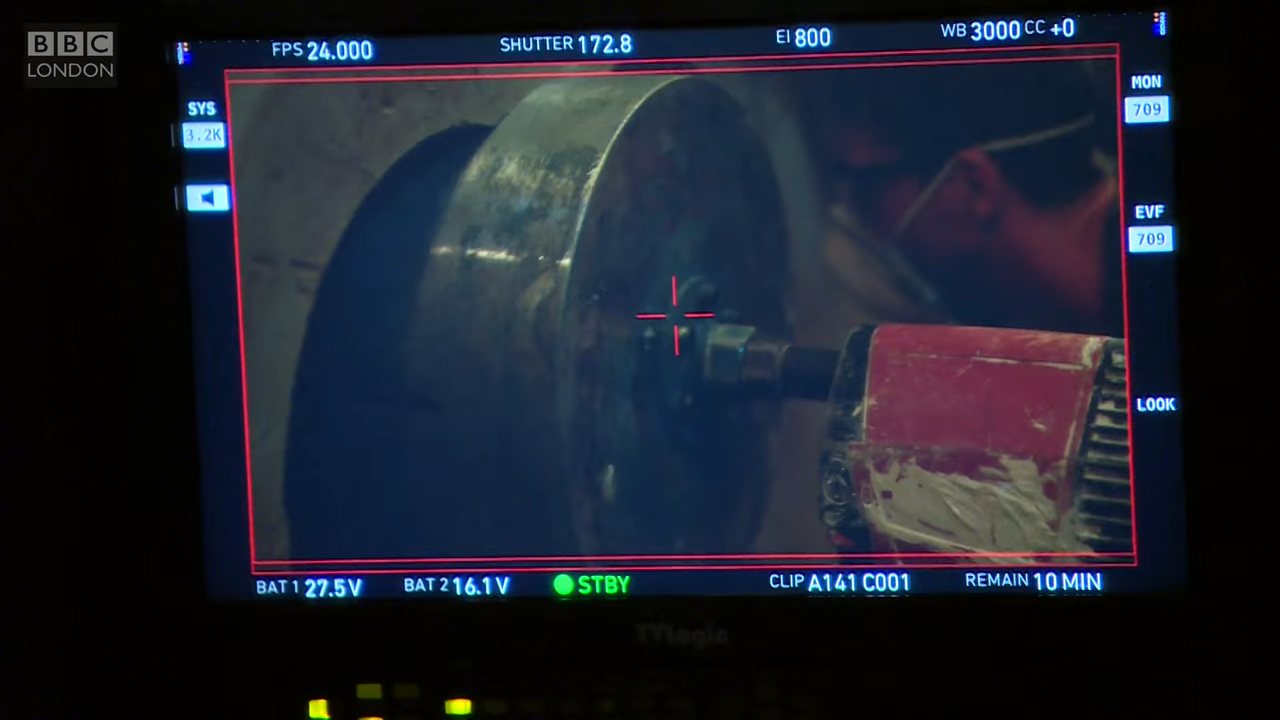 BBC
LONDON
FPS 24.000
SHUTTER 172.8
EI 800
WB 3000 CC +0
SYS
3.2K
MON
709
EVF
709
LOOK
BAT 1 27.5V
BAT 2 16.1V
STBY
CLIP A141 C001
REMAIN 10 MIN
TVLogic